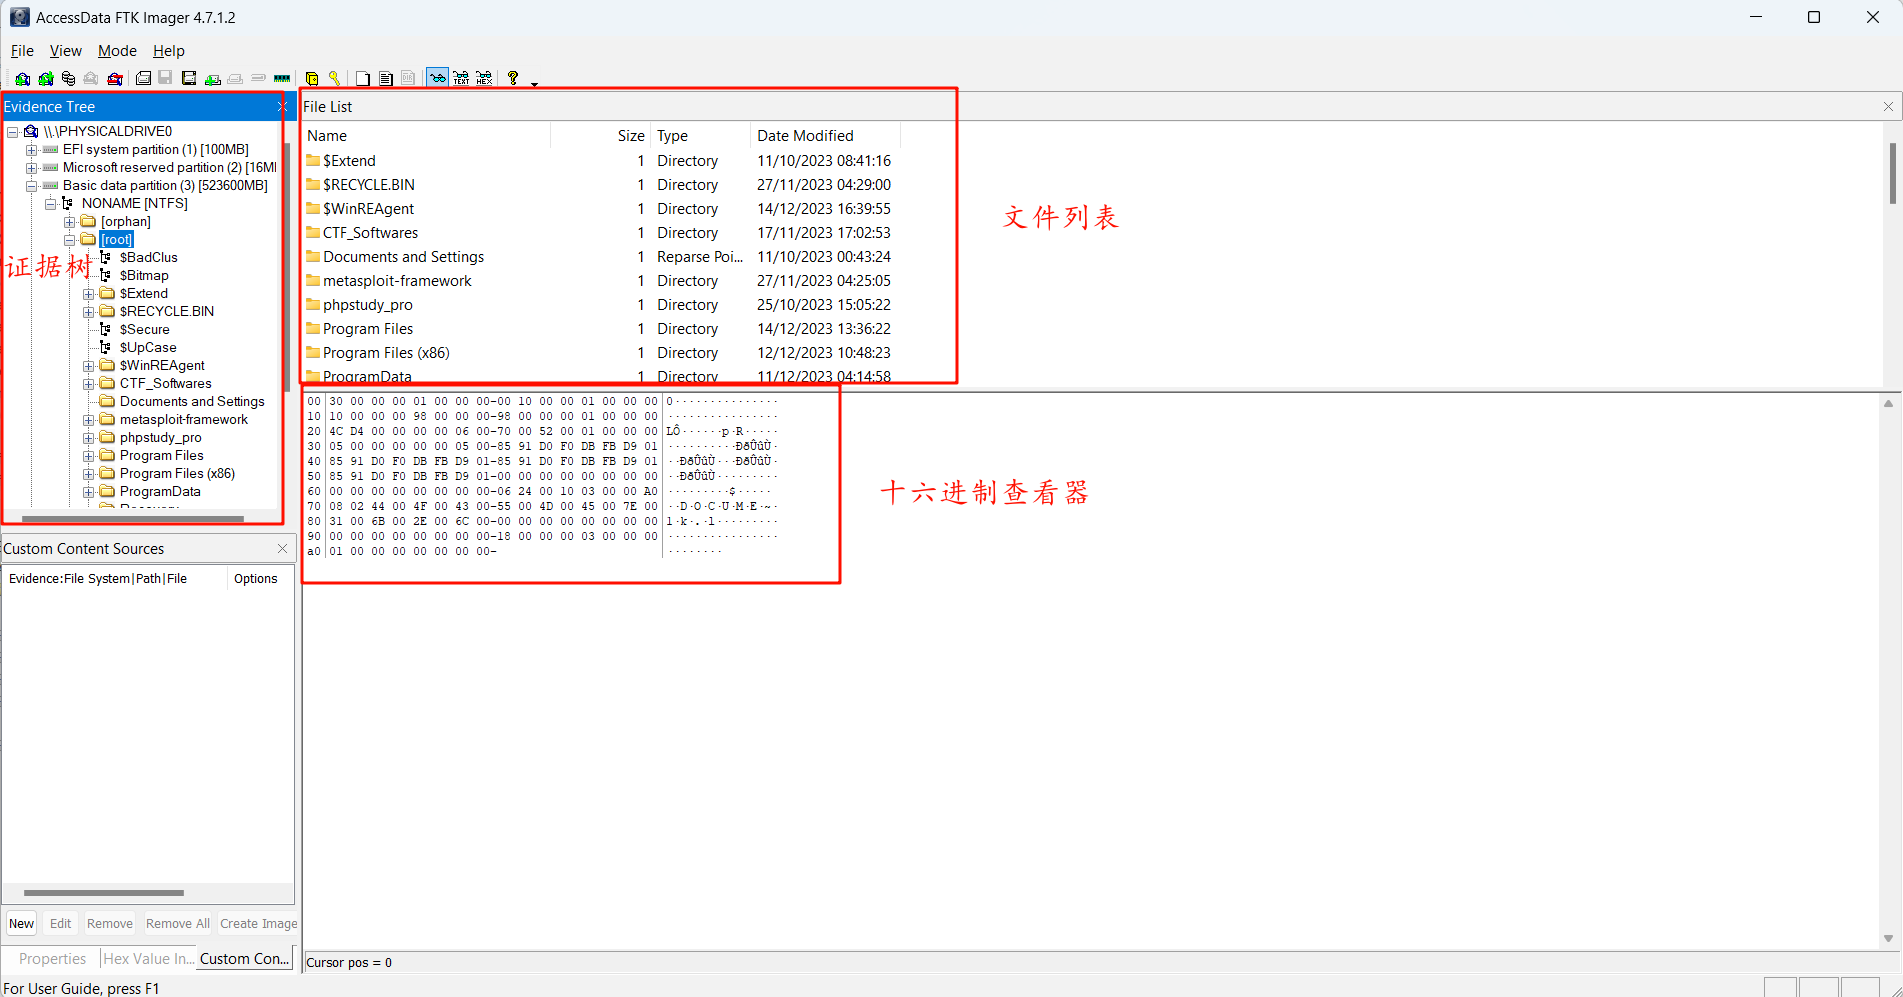 AccessData FTK Imager 4.7.1.2
File View Mode Help
Evidence Tree
\\.\PHYSICALDRIVE0
EFI system partition (1) [100MB]
Microsoft reserved partition (2) [16M
Basic data partition (3) [523600MB]
NONAME [NTFS]
[orphan]
[root]
$BadClus
$Bitmap
$Extend
$RECYCLE.BIN
$Secure
$UpCase
$WinREAgent
CTF_Softwares
Documents and Settings
metasploit-framework
phpstudy_pro
Program Files
Program Files (x86)
ProgramData
证据树
File List
Name Size Type Date Modified
$Extend 1 Directory 11/10/2023 08:41:16
$RECYCLE.BIN 1 Directory 27/11/2023 04:29:00
$WinREAgent 1 Directory 14/12/2023 16:39:55
CTF_Softwares 1 Directory 17/11/2023 17:02:53
Documents and Settings 1 Reparse Poi... 11/10/2023 00:43:24
metasploit-framework 1 Directory 27/11/2023 04:25:05
phpstudy_pro 1 Directory 25/10/2023 15:05:22
Program Files 1 Directory 14/12/2023 13:36:22
Program Files (x86) 1 Directory 12/12/2023 10:48:23
ProgramData 1 Directory 11/12/2023 04:14:58
文件列表
00 30 00 00 00 01 00 00 00-00 10 00 00 01 00 00 00 0···············
10 10 00 00 00 98 00 00 00-98 00 00 00 01 00 00 00 ················
20 4C D4 00 00 00 00 06 00-70 00 52 00 01 00 00 00 LÔ······p·R·····
30 05 00 00 00 00 00 05 00-85 91 D0 F0 DB FB D9 01 ··········ÐðÛûÙ·
40 85 91 D0 F0 DB FB D9 01-85 91 D0 F0 DB FB D9 01 ··ÐðÛûÙ···ÐðÛûÙ·
50 85 91 D0 F0 DB FB D9 01-00 00 00 00 00 00 00 00 ··ÐðÛûÙ·········
60 00 00 00 00 00 00 00 00-06 24 00 10 03 00 00 A0 ·········$·····
70 08 02 44 00 4F 00 43 00-55 00 4D 00 45 00 7E 00 ··D·O·C·U·M·E·~·
80 31 00 6B 00 2E 00 6C 00-00 00 00 00 00 00 00 00 1·k·.·l·········
90 00 00 00 00 00 00 00 00-18 00 00 00 03 00 00 00 ················
a0 01 00 00 00 00 00 00 00- ········
十六进制查看器
Custom Content Sources
Evidence:File System|Path|File Options
New Edit Remove Remove All Create Image
Properties Hex Value In... Custom Con...
Cursor pos = 0
For User Guide, press F1